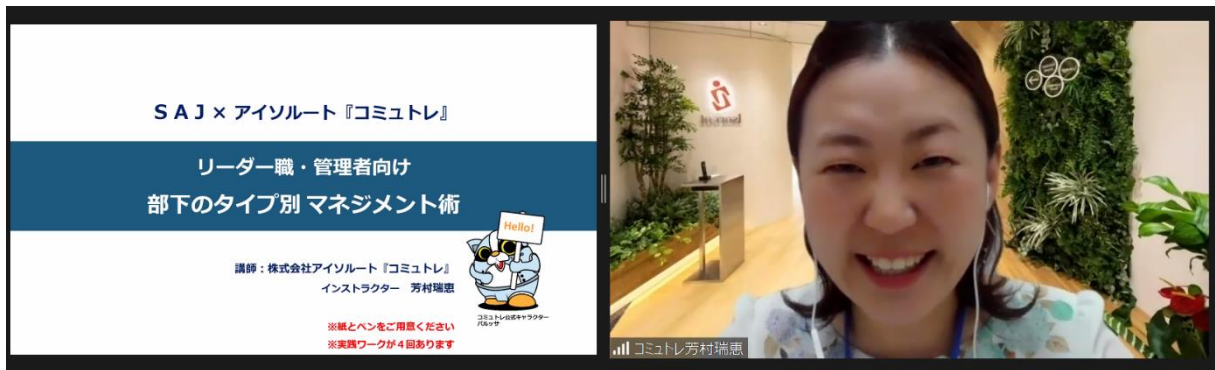 SAJ×アイソルート『コミュトレ』
リーダー職・管理者向け
部下のタイプ別 マネジメント術
Hello!
講師：株式会社アイソルート『コミュトレ』
インストラクター　芳村瑞恵
コミュトレ公式キャラクター
バルッサ
※紙とペンをご用意ください
※実践ワークが４回あります
コミュトレ芳村瑞恵